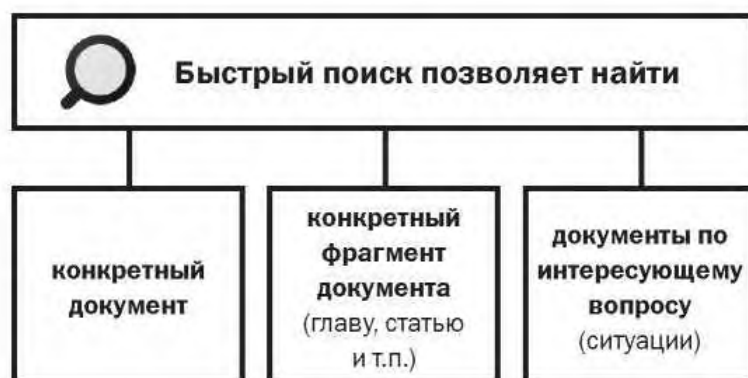 Быстрый поиск позволяет найти
конкретный
документ
конкретный
фрагмент
документа
(главу, статью
и т.п.)
документы по
интересующему
вопросу
(ситуации)